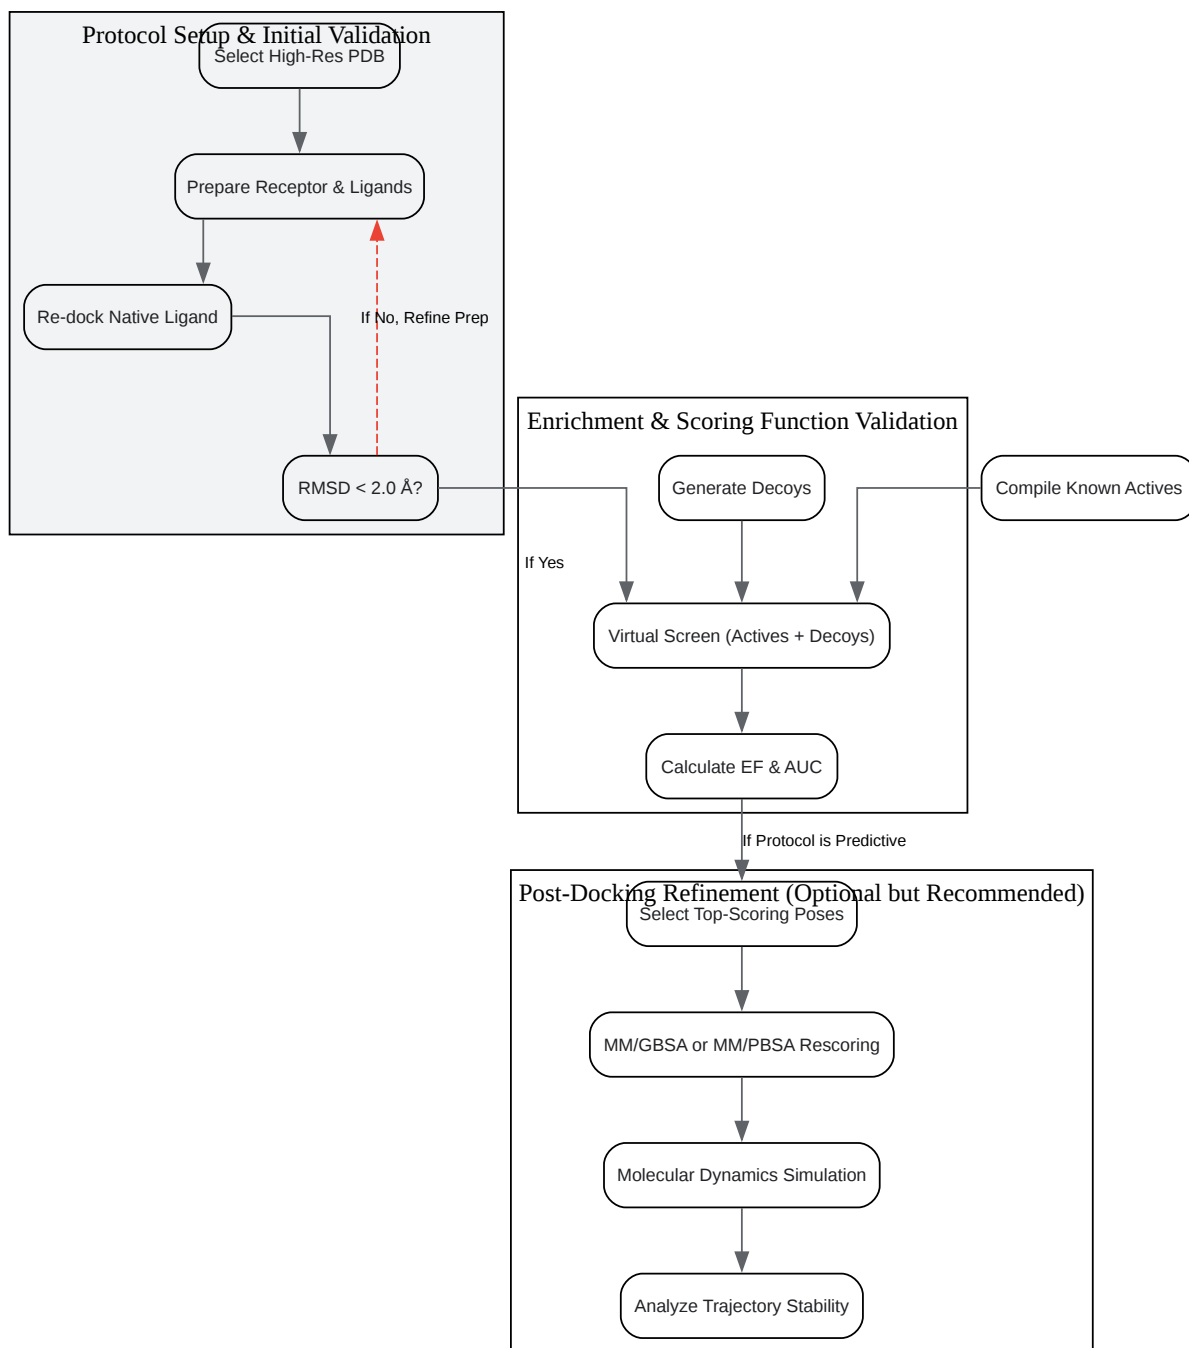 Protocol Setup & Initial Validation
Select High-Res PDB
Prepare Receptor & Ligands
Re-dock Native Ligand
If No, Refine Prep
RMSD < 2.0 Å?
Enrichment & Scoring Function Validation
Generate Decoys
Compile Known Actives
If Yes
Virtual Screen (Actives + Decoys)
Calculate EF & AUC
If Protocol is Predictive
Post-Docking Refinement (Optional but Recommended)
Select Top-Scoring Poses
MM/GBSA or MM/PBSA Rescoring
Molecular Dynamics Simulation
Analyze Trajectory Stability